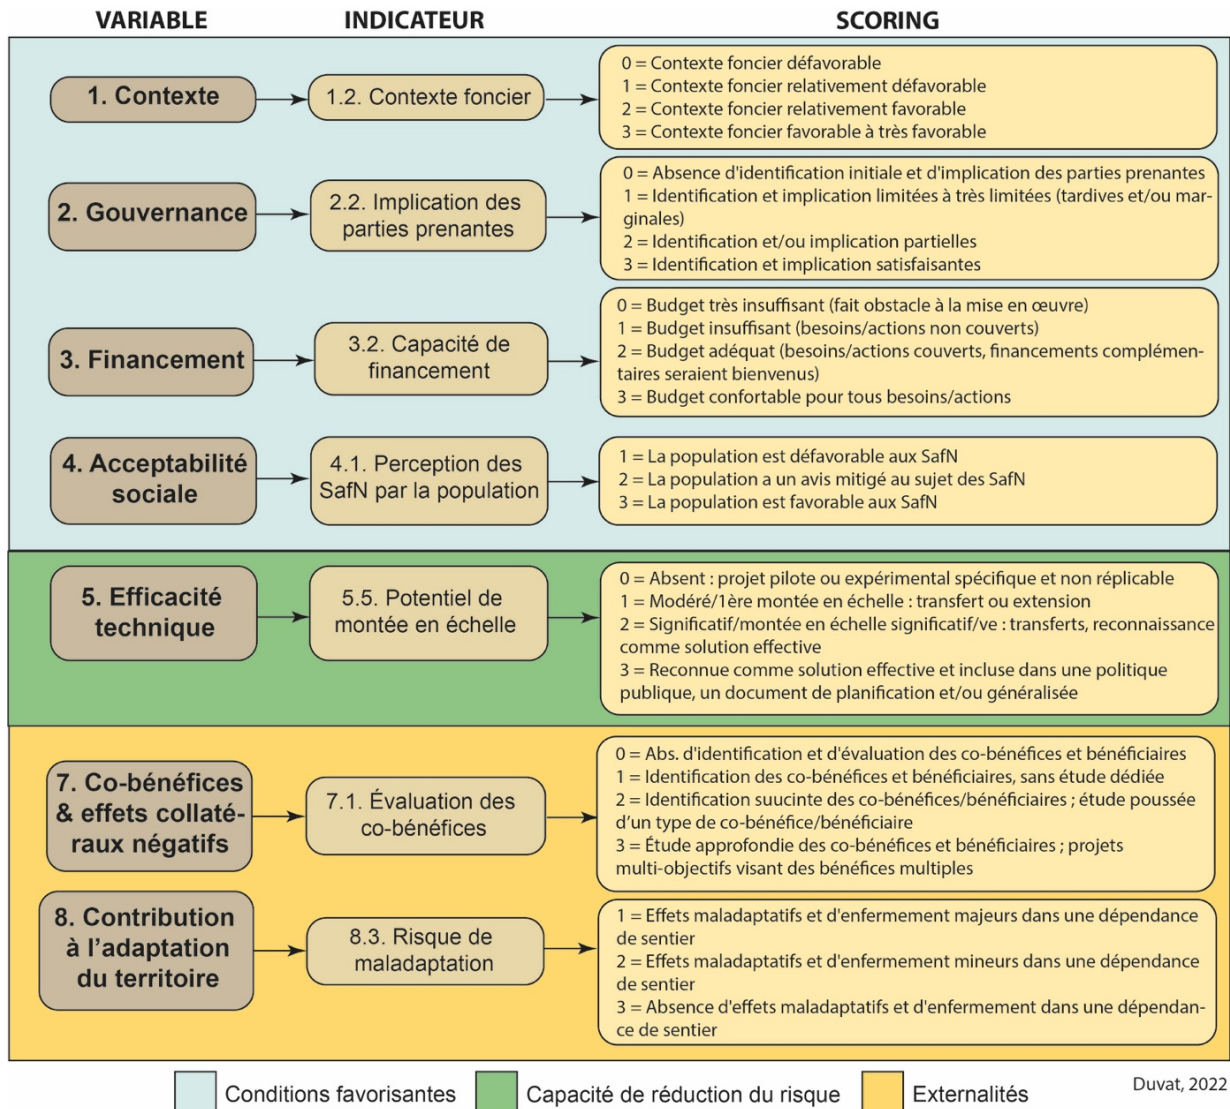 VARIABLE
INDICATEUR
SCORING
1. Contexte
1.2. Contexte foncier
0 = Contexte foncier défavorable
1 = Contexte foncier relativement défavorable
2 = Contexte foncier relativement favorable
3 = Contexte foncier favorable à très favorable
2. Gouvernance
2.2. Implication des
parties prenantes
0 = Absence d'identification initiale et d'implication des parties prenantes
1 = Identification et implication limitées à très limitées (tardives et/ou mar-
ginales)
2 = Identification et/ou implication partielles
3 = Identification et implication satisfaisantes
3. Financement
3.2. Capacité de
financement
0 = Budget très insuffisant (fait obstacle à la mise en œuvre)
1 = Budget insuffisant (besoins/actions non couverts)
2 = Budget adéquat (besoins/actions couverts, financements complémen-
taires seraient bienvenus)
3 = Budget confortable pour tous besoins/actions
4. Acceptabilité
sociale
4.1. Perception des
SafN par la population
1 = La population est défavorable aux SafN
2 = La population a un avis mitigé au sujet des SafN
3 = La population est favorable aux SafN
5. Efficacité
technique
5.5. Potentiel de
montée en échelle
0 = Absent : projet pilote ou expérimental spécifique et non réplicable
1 = Modéré/1ère montée en échelle : transfert ou extension
2 = Significatif/montée en échelle significatif/ve : transferts, reconnaissance
comme solution effective
3 = Reconnue comme solution effective et incluse dans une politique
publique, un document de planification et/ou généralisée
7. Co-bénéfices
& effets collaté-
raux négatifs
7.1. Évaluation des
co-bénéfices
0 = Abs. d'identification et d'évaluation des co-bénéfices et bénéficiaires
1 = Identification des co-bénéfices et bénéficiaires, sans étude dédiée
2 = Identification suucinte des co-bénéfices/bénéficiaires ; étude poussée
d'un type de co-bénéfice/bénéficiaire
3 = Étude approfondie des co-bénéfices et bénéficiaires ; projets
multi-objectifs visant des bénéfices multiples
8. Contribution
à l'adaptation
du territoire
8.3. Risque de
maladaptation
1 = Effets maladaptatifs et d'enfermement majeurs dans une dépendance
de sentier
2 = Effets maladaptatifs et d'enfermement mineurs dans une dépendance
de sentier
3 = Absence d'effets maladaptatifs et d'enfermement dans une dépendan-
ce de sentier
Conditions favorisantes
Capacité de réduction du risque
Externalités
Duvat, 2022